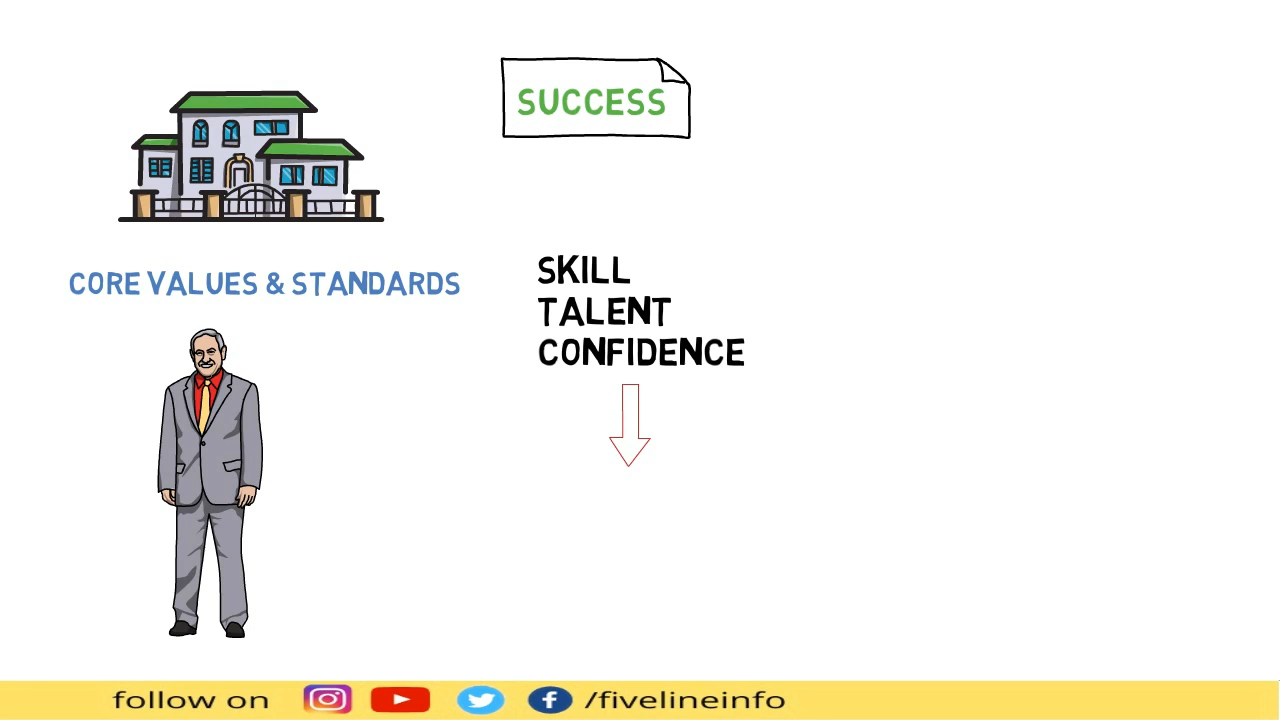 SUCCESS
CORE VALUES & STANDARDS
SKILL
TALENT
CONFIDENCE
follow on /fivelineinfo